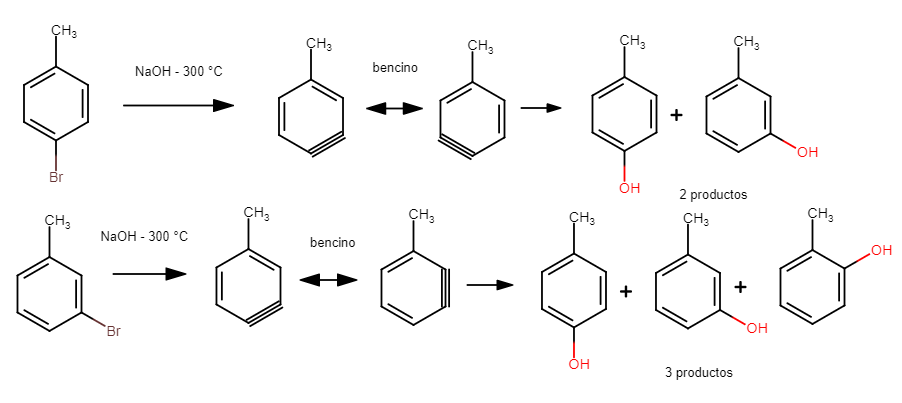 CH3 CH3 CH3 CH3 CH3
NaOH - 300 °C
bencino
+
Br
OH
OH
2 productos
CH3 CH3 CH3 CH3 CH3 CH3
NaOH - 300 °C
bencino
+ +
OH
Br
OH
OH
3 productos